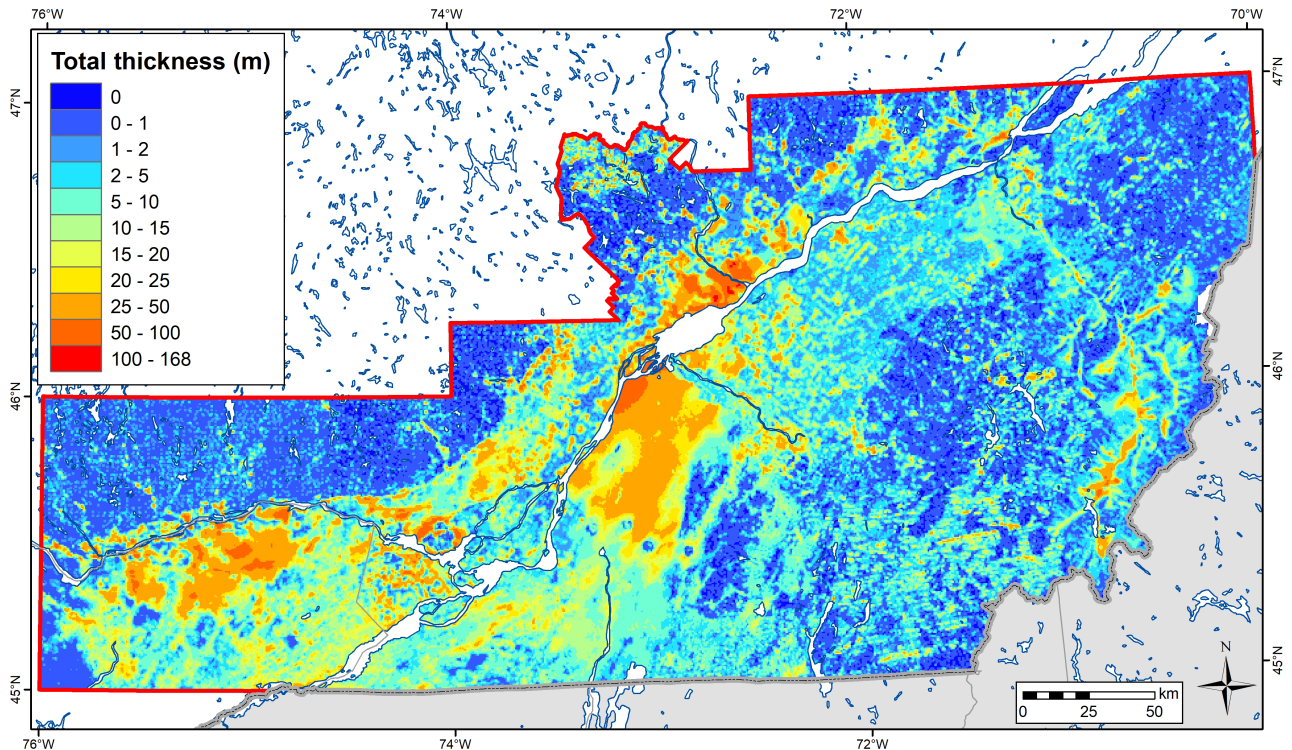 76°W 74°W 72°W 70°W
Total thickness (m)
0
0 - 1
1 - 2
2 - 5
5 - 10
10 - 15
15 - 20
20 - 25
25 - 50
50 - 100
100 - 168
47°N 47°N
46°N 46°N
45°N 45°N
N
km
0 25 50
76°W 74°W 72°W